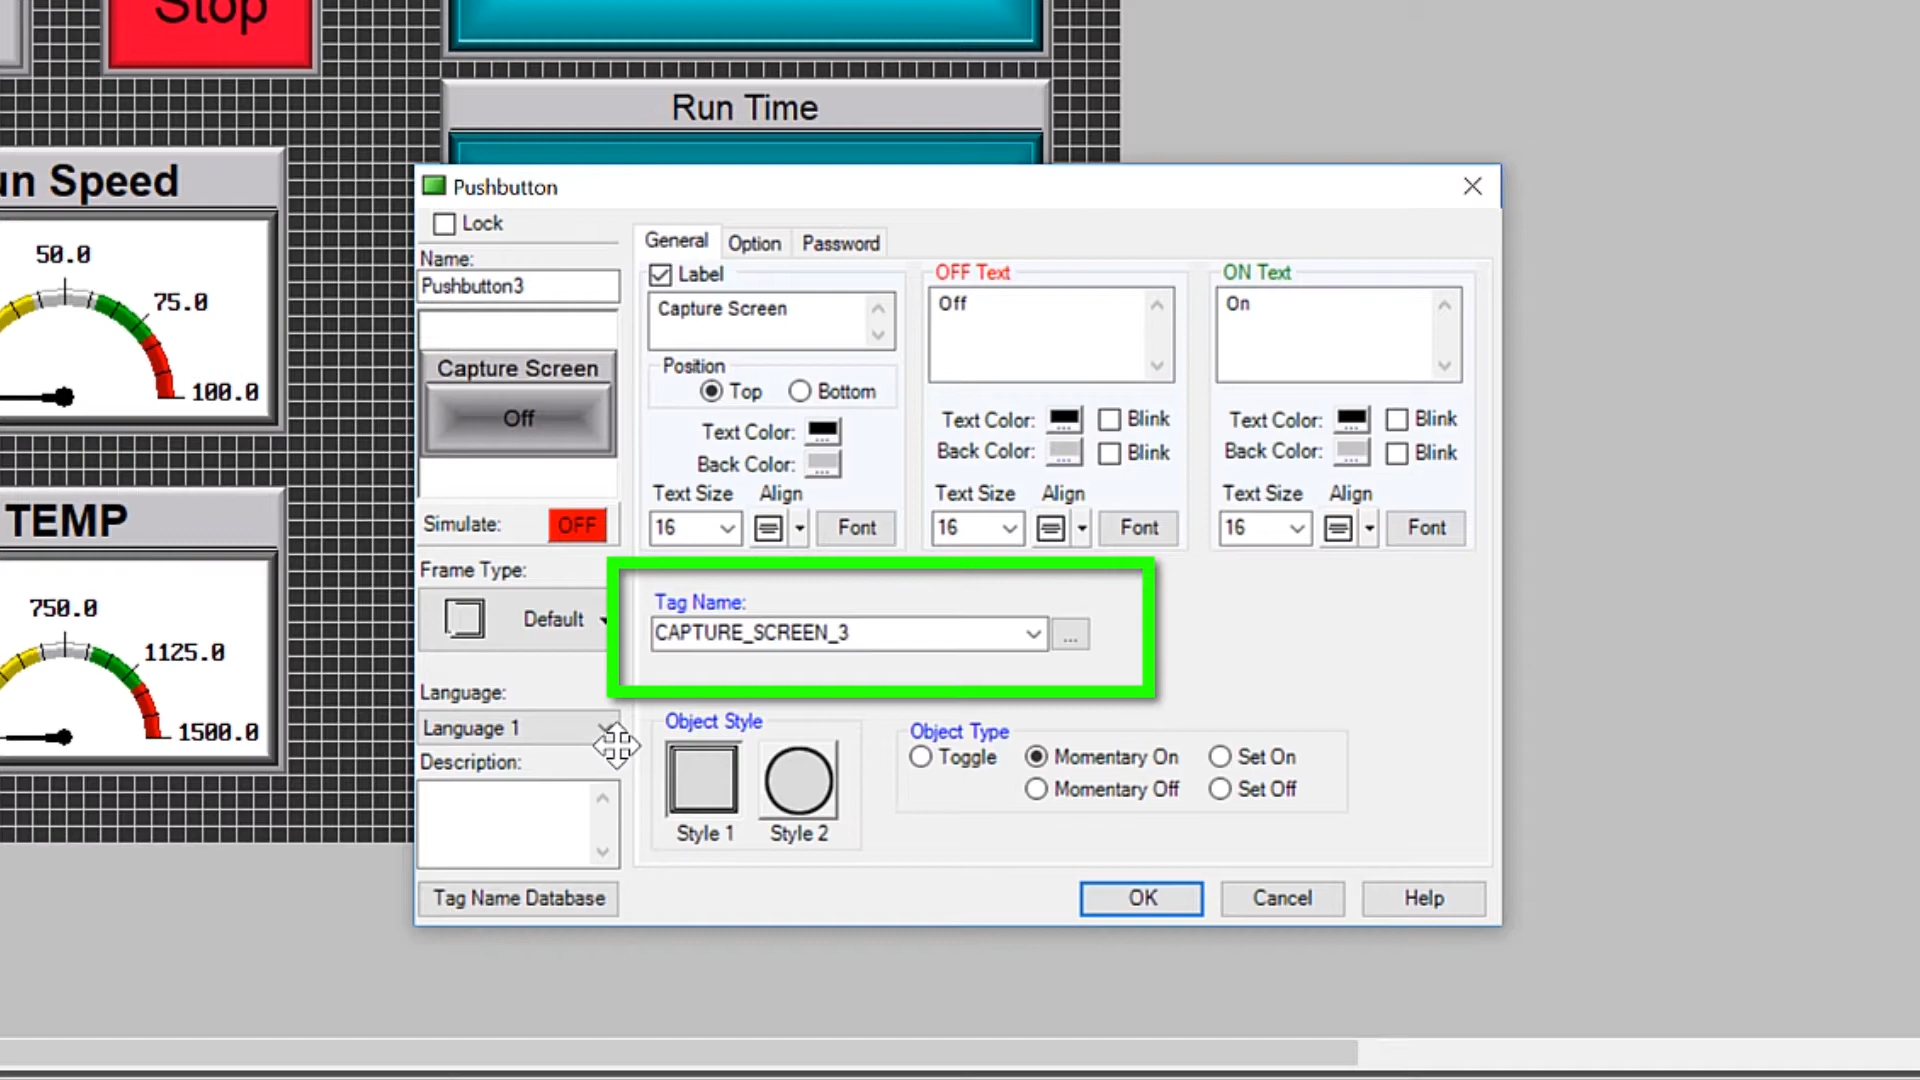 Stop
Run Time
un Speed
50.0
75.0
100.0
TEMP
750.0
1125.0
1500.0
Pushbutton
Lock
Name:
Pushbutton3
Capture Screen
Off
Simulate: OFF
Frame Type:
Default
Language:
Language 1
Description:
Tag Name Database
General Option Password
Label
Capture Screen
Position
Top Bottom
Text Color: ...
Back Color: ...
Text Size Align
16 Font
OFF Text
Off
Text Color: ... Blink
Back Color: ... Blink
Text Size Align
16 Font
ON Text
On
Text Color: ... Blink
Back Color: ... Blink
Text Size Align
16 Font
Tag Name:
CAPTURE_SCREEN_3 ...
Object Style
Style 1 Style 2
Object Type
Toggle Momentary On Set On
Momentary Off Set Off
OK Cancel Help